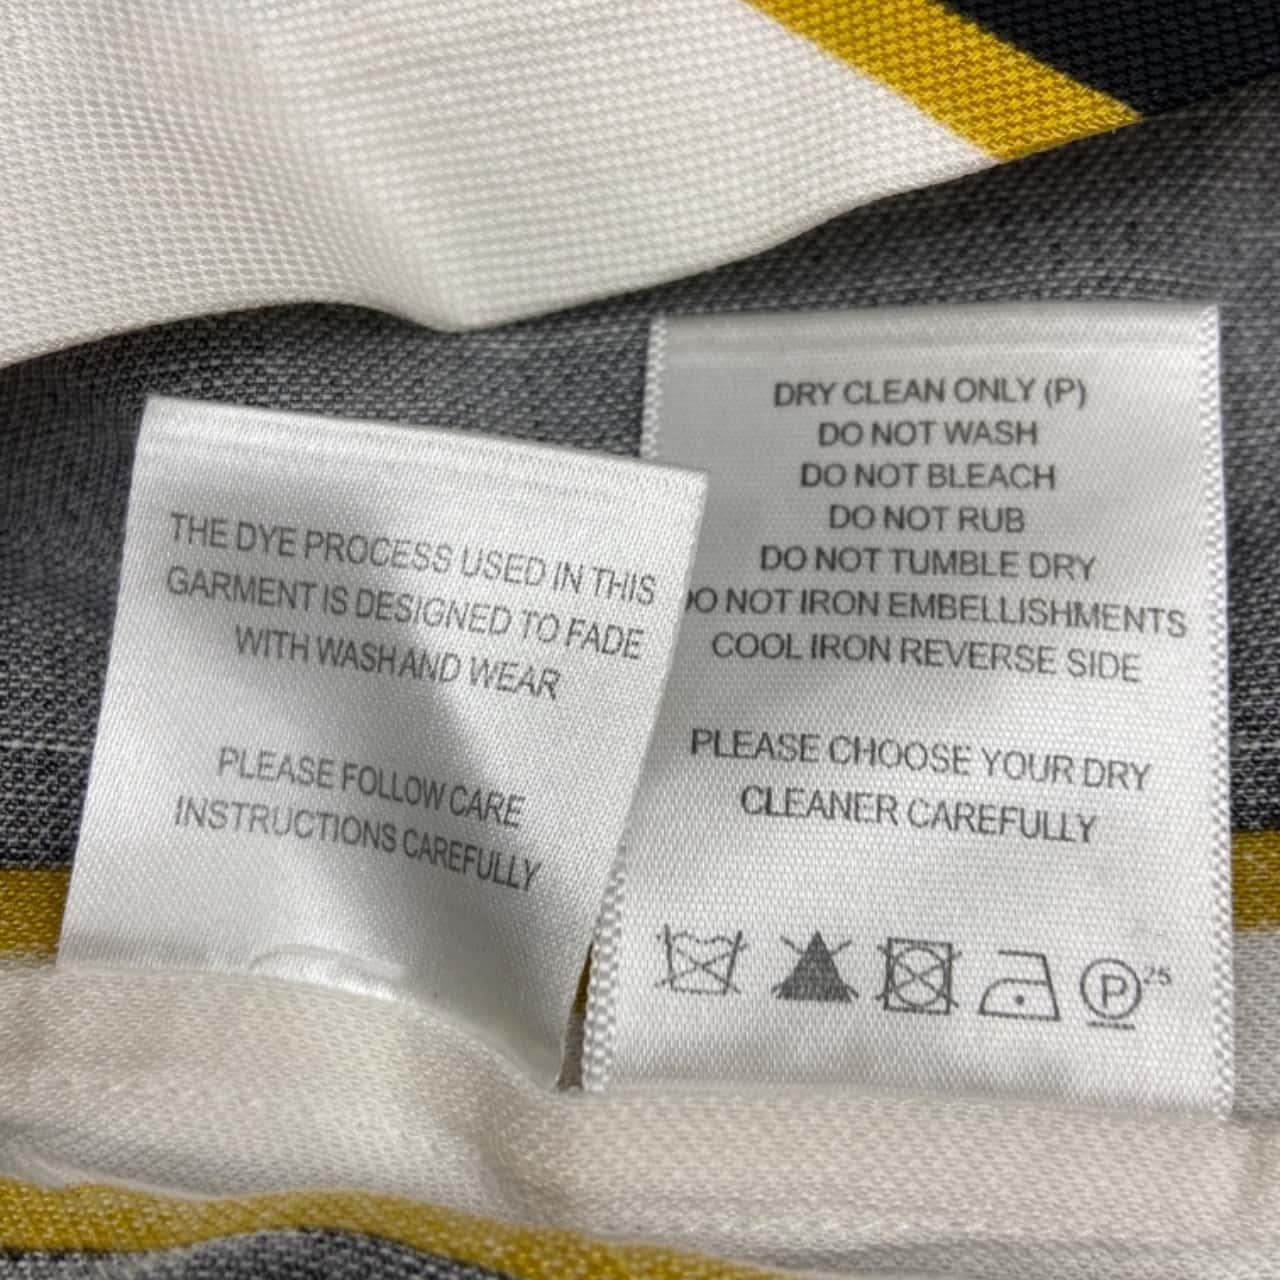 THE DYE PROCESS USED IN THIS
GARMENT IS DESIGNED TO FADE
WITH WASH AND WEAR
PLEASE FOLLOW CARE
INSTRUCTIONS CAREFULLY
DRY CLEAN ONLY (P)
DO NOT WASH
DO NOT BLEACH
DO NOT RUB
DO NOT TUMBLE DRY
DO NOT IRON EMBELLISHMENTS
COOL IRON REVERSE SIDE
PLEASE CHOOSE YOUR DRY
CLEANER CAREFULLY
P